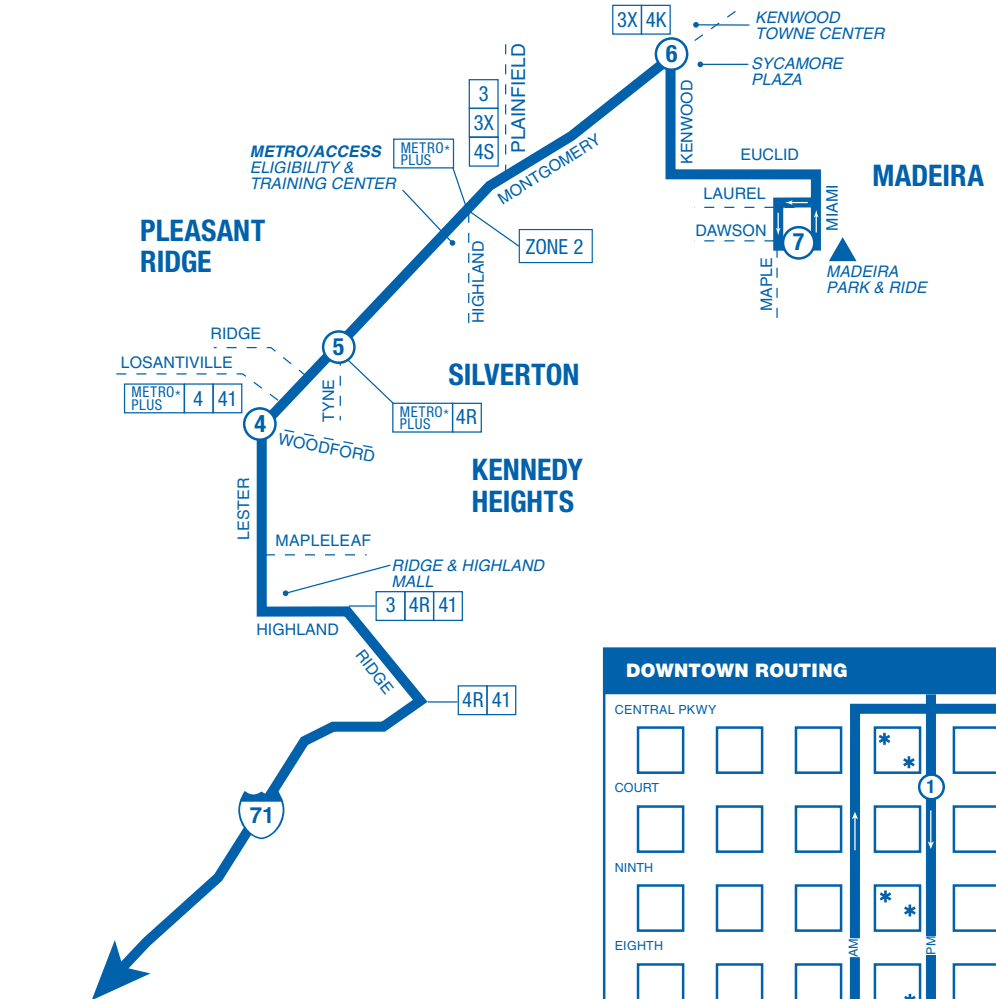 3X 4K
KENWOOD
TOWNE CENTER
6
SYCAMORE
PLAZA
PLAINFIELD
3
3X
4S
KENWOOD
METRO*
PLUS
METRO/ACCESS
ELIGIBILITY &
TRAINING CENTER
MONTGOMERY
EUCLID
MADEIRA
LAUREL
MIAMI
DAWSON
7
MAPLE
MADEIRA
PARK & RIDE
PLEASANT
RIDGE
ZONE 2
HIGHLAND
RIDGE
5
LOSANTIVILLE
SILVERTON
METRO*
PLUS
4 41
TYNE
METRO*
PLUS
4R
4
WOODFORD
KENNEDY
HEIGHTS
LESTER
MAPLELEAF
RIDGE & HIGHLAND
MALL
3 4R 41
HIGHLAND
RIDGE
4R 41
71
DOWNTOWN ROUTING
CENTRAL PKWY
* *
COURT
1
NINTH
* *
EIGHTH
AM
PM
*